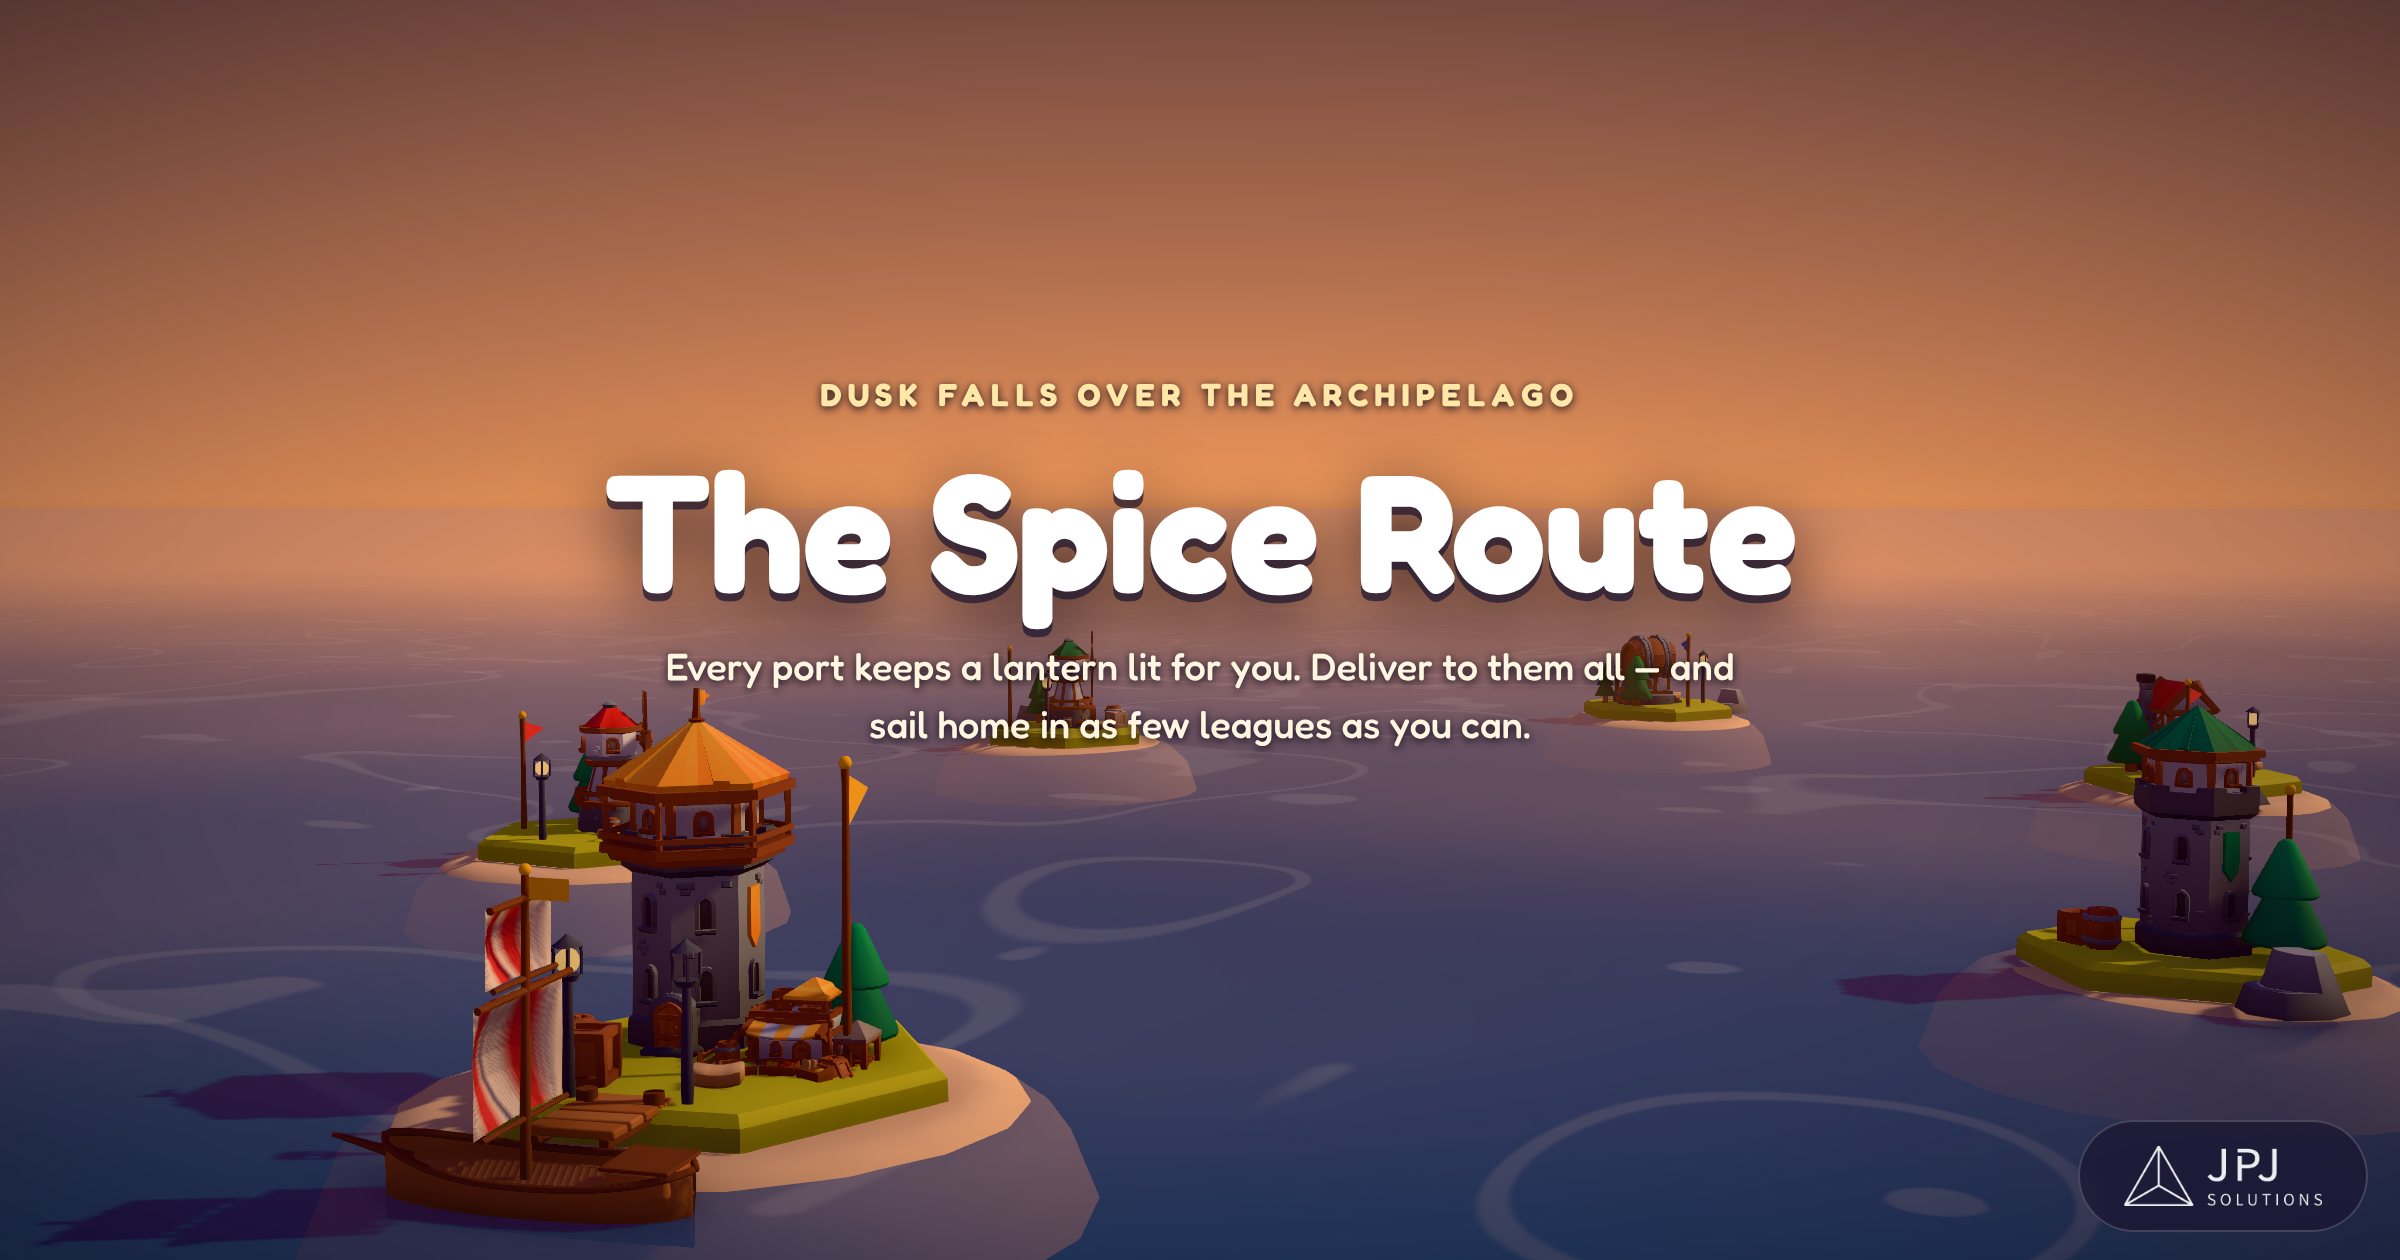 DUSK FALLS OVER THE ARCHIPELAGO
The Spice Route
Every port keeps a lantern lit for you. Deliver to them all — and
sail home in as few leagues as you can.
JPJ
SOLUTIONS